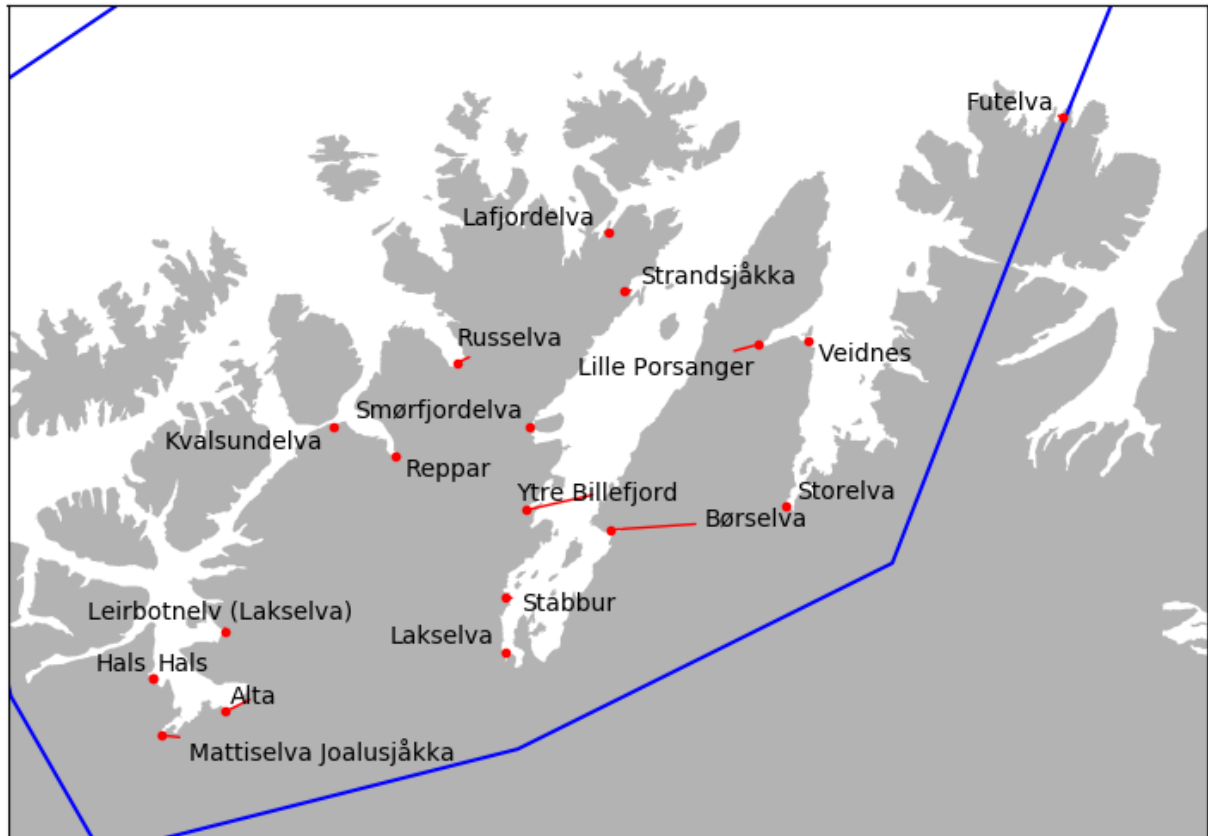 Futelva
Lafjordelva
Strandsjåkka
Russelva
Lille Porsanger
Veidnes
Smørfjordelva
Kvalsundelva
Reppar
Ytre Billefjord
Storelva
Børselva
Stabbur
Leirbotnelv (Lakselva)
Lakselva
Hals Hals
Alta
Mattiselva Joalusjåkka